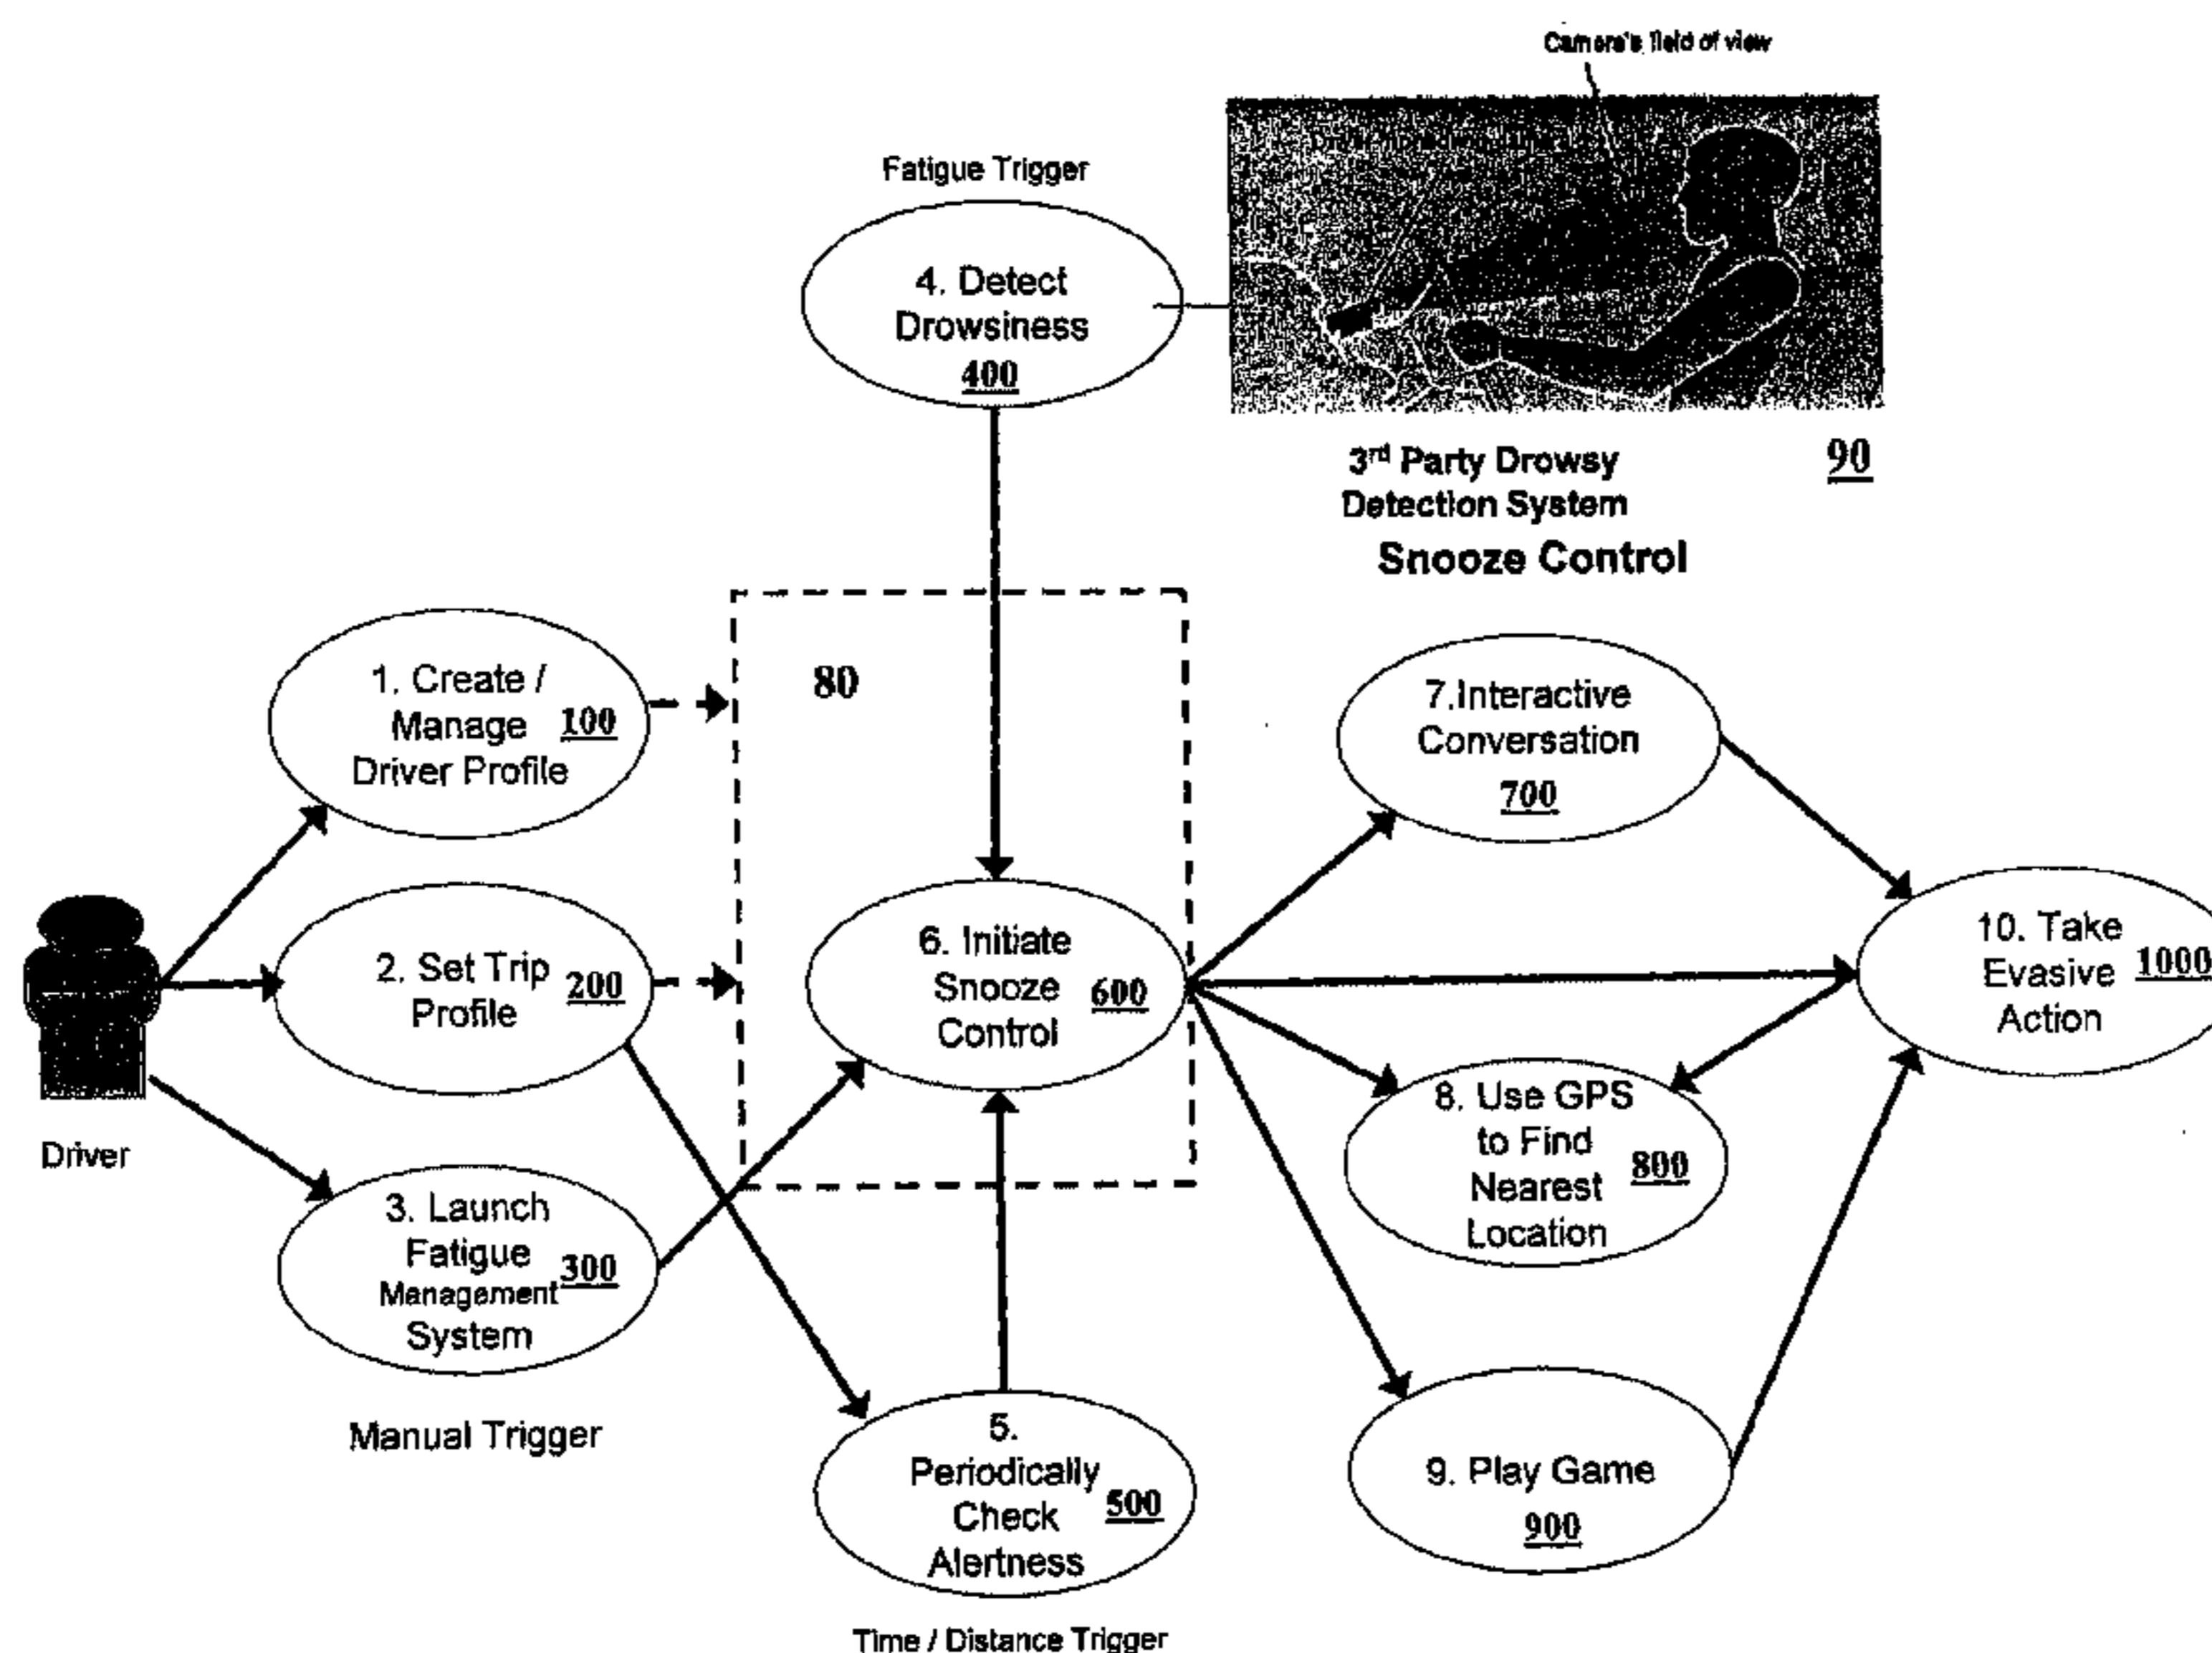 Camera's field of view
Fatigue Trigger
4. Detect
Drowsiness
400
3rd Party Drowsy
Detection System
90
Snooze Control
80
1. Create /
Manage 100
Driver Profile
7.Interactive
Conversation
700
2. Set Trip
Profile 200
6. Initiate
Snooze 600
Control
10. Take
Evasive 1000
Action
Driver
3. Launch
Fatigue
Management 300
System
8. Use GPS
to Find
Nearest 800
Location
Manual Trigger
5.
Periodically
Check 500
Alertness
9. Play Game
900
Time / Distance Trigger